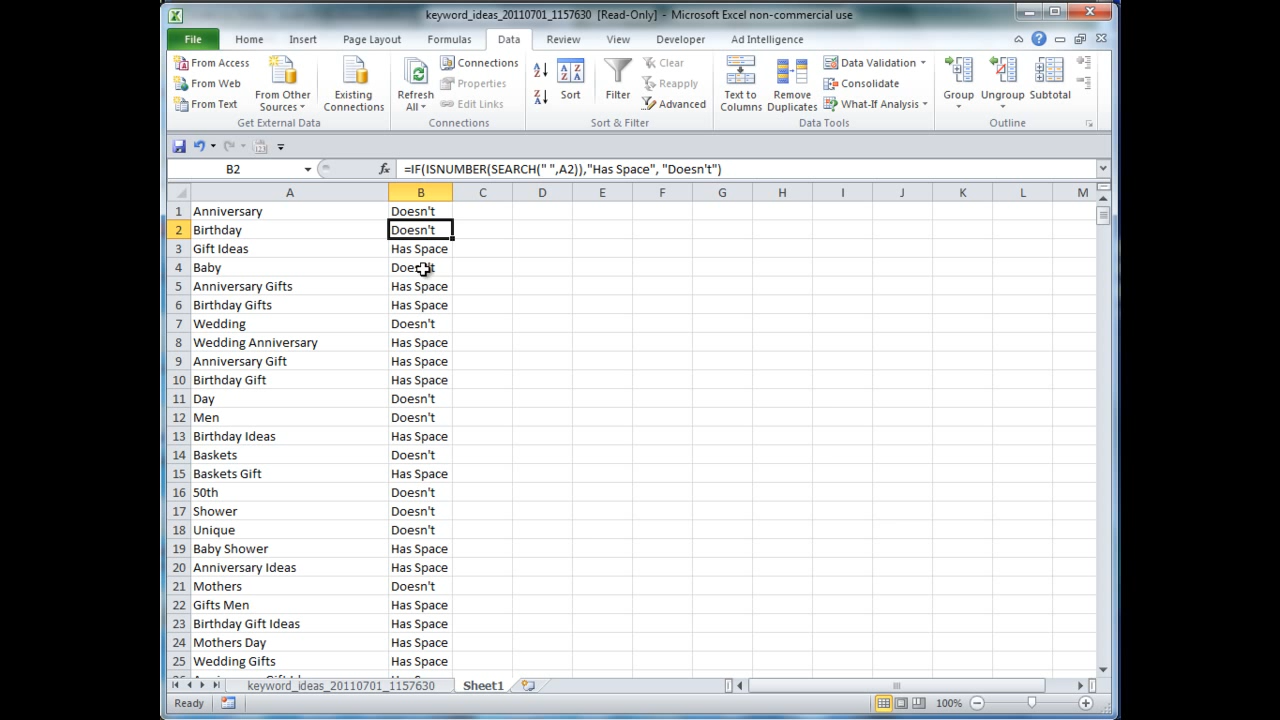 keyword_ideas_20110701_1157630 [Read-Only] - Microsoft Excel non-commercial use
File Home Insert Page Layout Formulas Data Review View Developer Ad Intelligence
From Access
From Web
From Text
From Other
Sources
Existing
Connections
Get External Data
Refresh
All
Connections
Properties
Edit Links
Connections
Sort
Filter
Clear
Reapply
Advanced
Sort & Filter
Text to
Columns
Remove
Duplicates
Data Validation
Consolidate
What-If Analysis
Data Tools
Group
Ungroup
Subtotal
Outline
B2 fx =IF(ISNUMBER(SEARCH(" ",A2)),"Has Space", "Doesn't")
A B C D E F G H I J K L M
1 Anniversary Doesn't
2 Birthday Doesn't
3 Gift Ideas Has Space
4 Baby
5 Anniversary Gifts Has Space
6 Birthday Gifts Has Space
7 Wedding Doesn't
8 Wedding Anniversary Has Space
9 Anniversary Gift Has Space
10 Birthday Gift Has Space
11 Day Doesn't
12 Men Doesn't
13 Birthday Ideas Has Space
14 Baskets Doesn't
15 Baskets Gift Has Space
16 50th Doesn't
17 Shower Doesn't
18 Unique Doesn't
19 Baby Shower Has Space
20 Anniversary Ideas Has Space
21 Mothers Doesn't
22 Gifts Men Has Space
23 Birthday Gift Ideas Has Space
24 Mothers Day Has Space
25 Wedding Gifts Has Space
keyword_ideas_20110701_1157630 Sheet1
Ready 100%